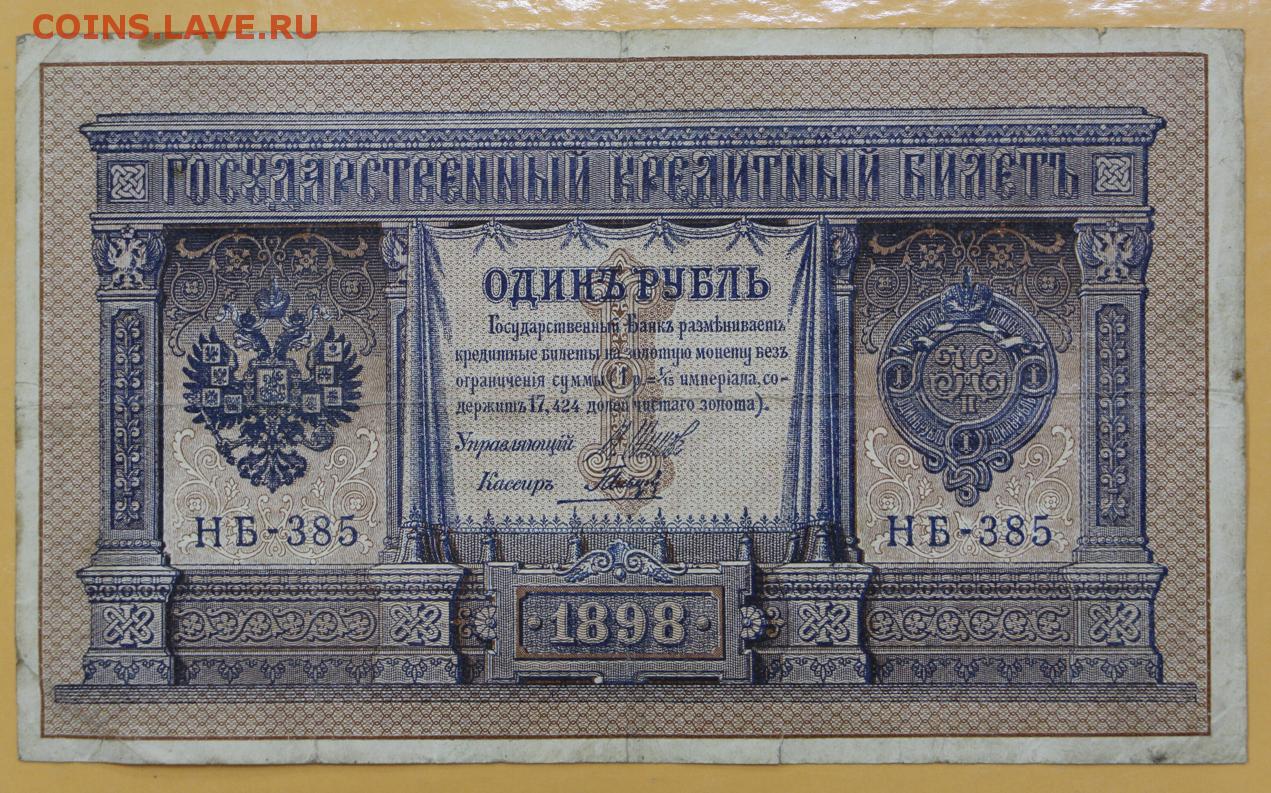 COINS.LAVE.RU
ГОСУДАРСТВЕННЫЙ КРЕДИТНЫЙ БИЛЕТЪ
ОДИНЪ РУБЛЬ
Государственный Банкъ размѣниваетъ
кредитные билеты на золотую монету безъ
ограниченія суммы (1 р.= 1/15 имперіала, со-
держитъ 17,424 долей чистаго золота).
Управляющій
Кассиръ
НБ-385
НБ-385
1898